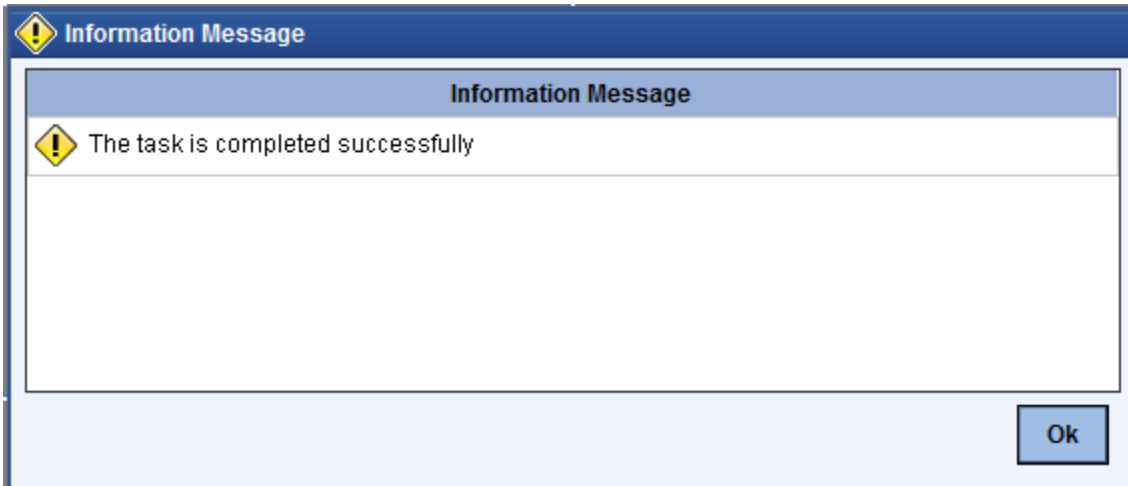 Information Message
Information Message
The task is completed successfully
Ok